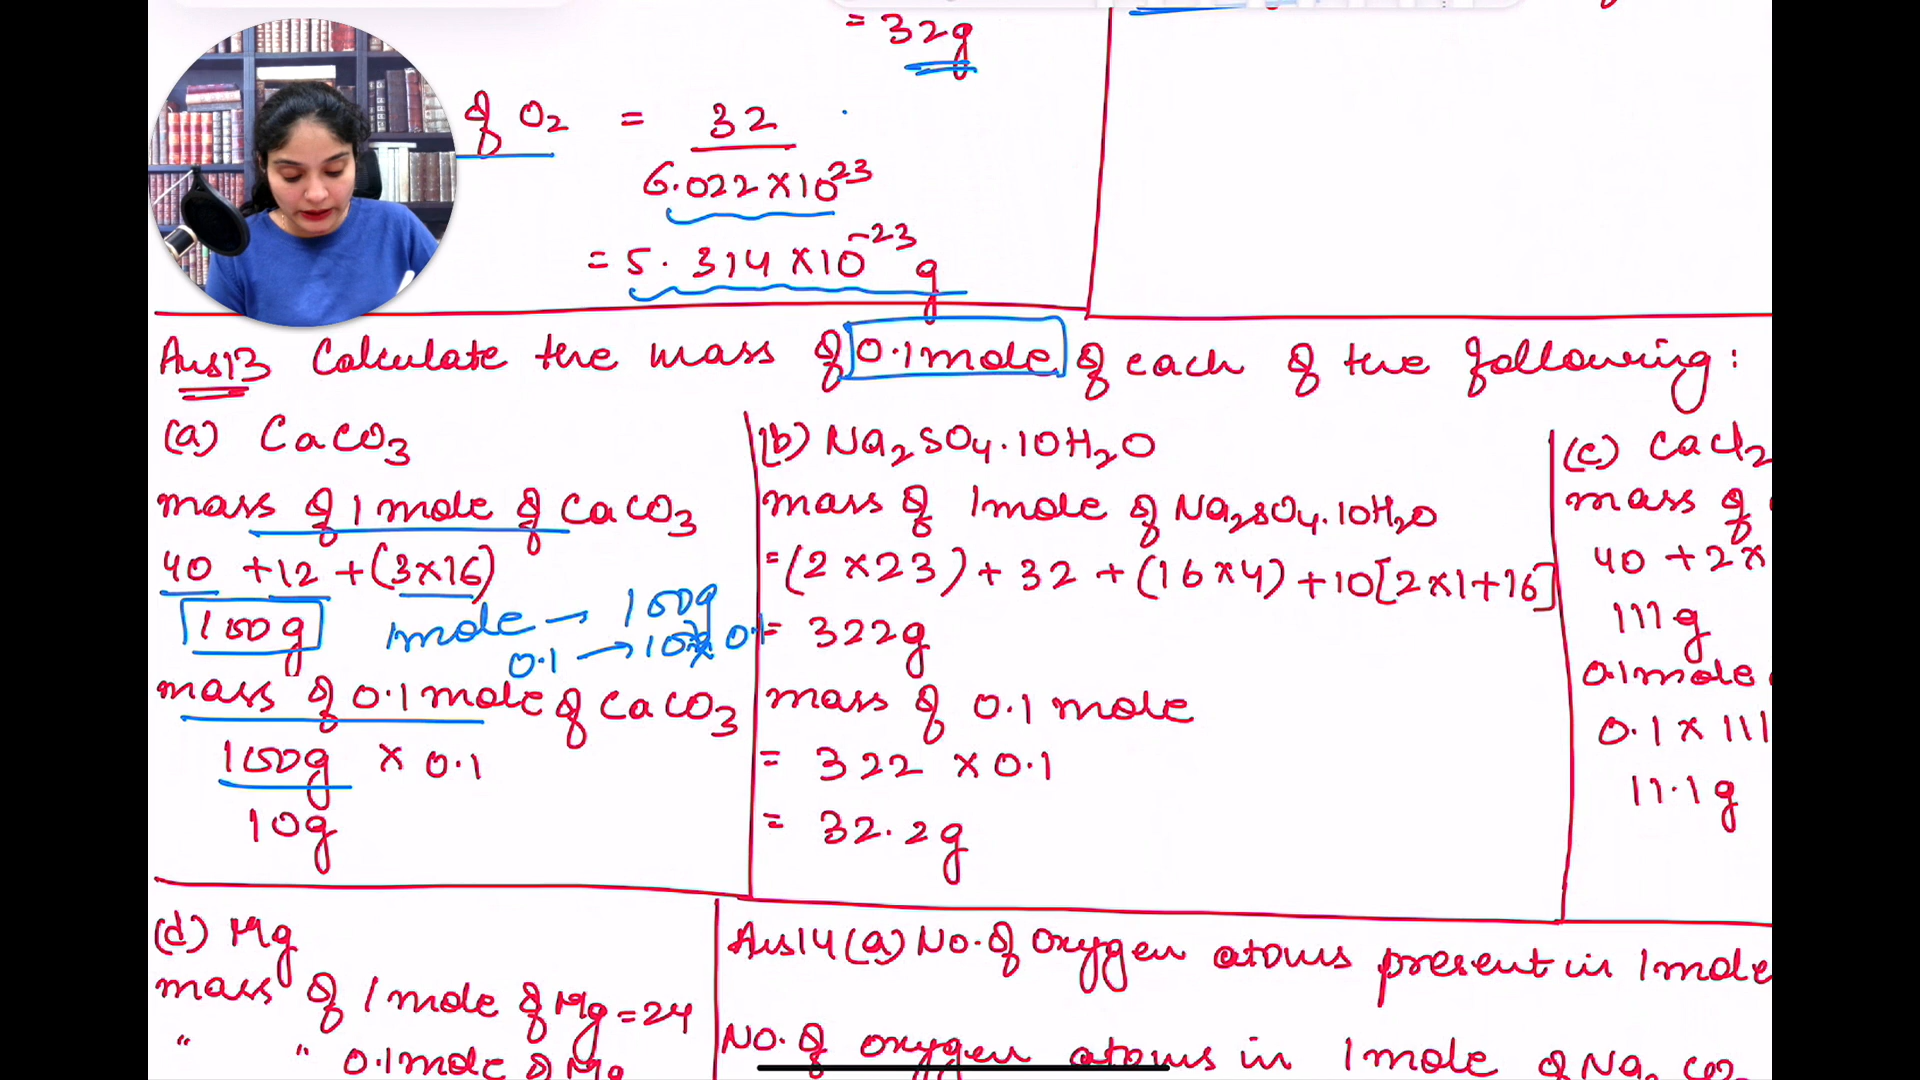 = 32g
of O2 = 32
6.022×10^23
= 5.314×10^-23 g
Ans13 Calculate the mass of 0.1mole of each of the following:
(a) CaCO3
mass of 1 mole of CaCO3
40 +12 +(3×16)
100g
1mole → 100g
0.1 → 100× 0.1
mass of 0.1 mole of CaCO3
100g × 0.1
10g
(b) Na2SO4.10H2O
mass of 1mole of Na2SO4.10H2O
=(2×23)+32+(16×4)+10[2×1+16]
= 322g
mass of 0.1 mole
= 322 ×0.1
= 32.2g
(c) CaCl2
mass of
40 +2×
111g
0.1mole
0.1×111
11.1g
(d) Mg
mass of 1mole of Mg=24
" " 0.1mole of Mg
Ans14(a) No. of Oxygen atoms present in 1mole
No. of oxygen atoms in 1mole of Na2CO3